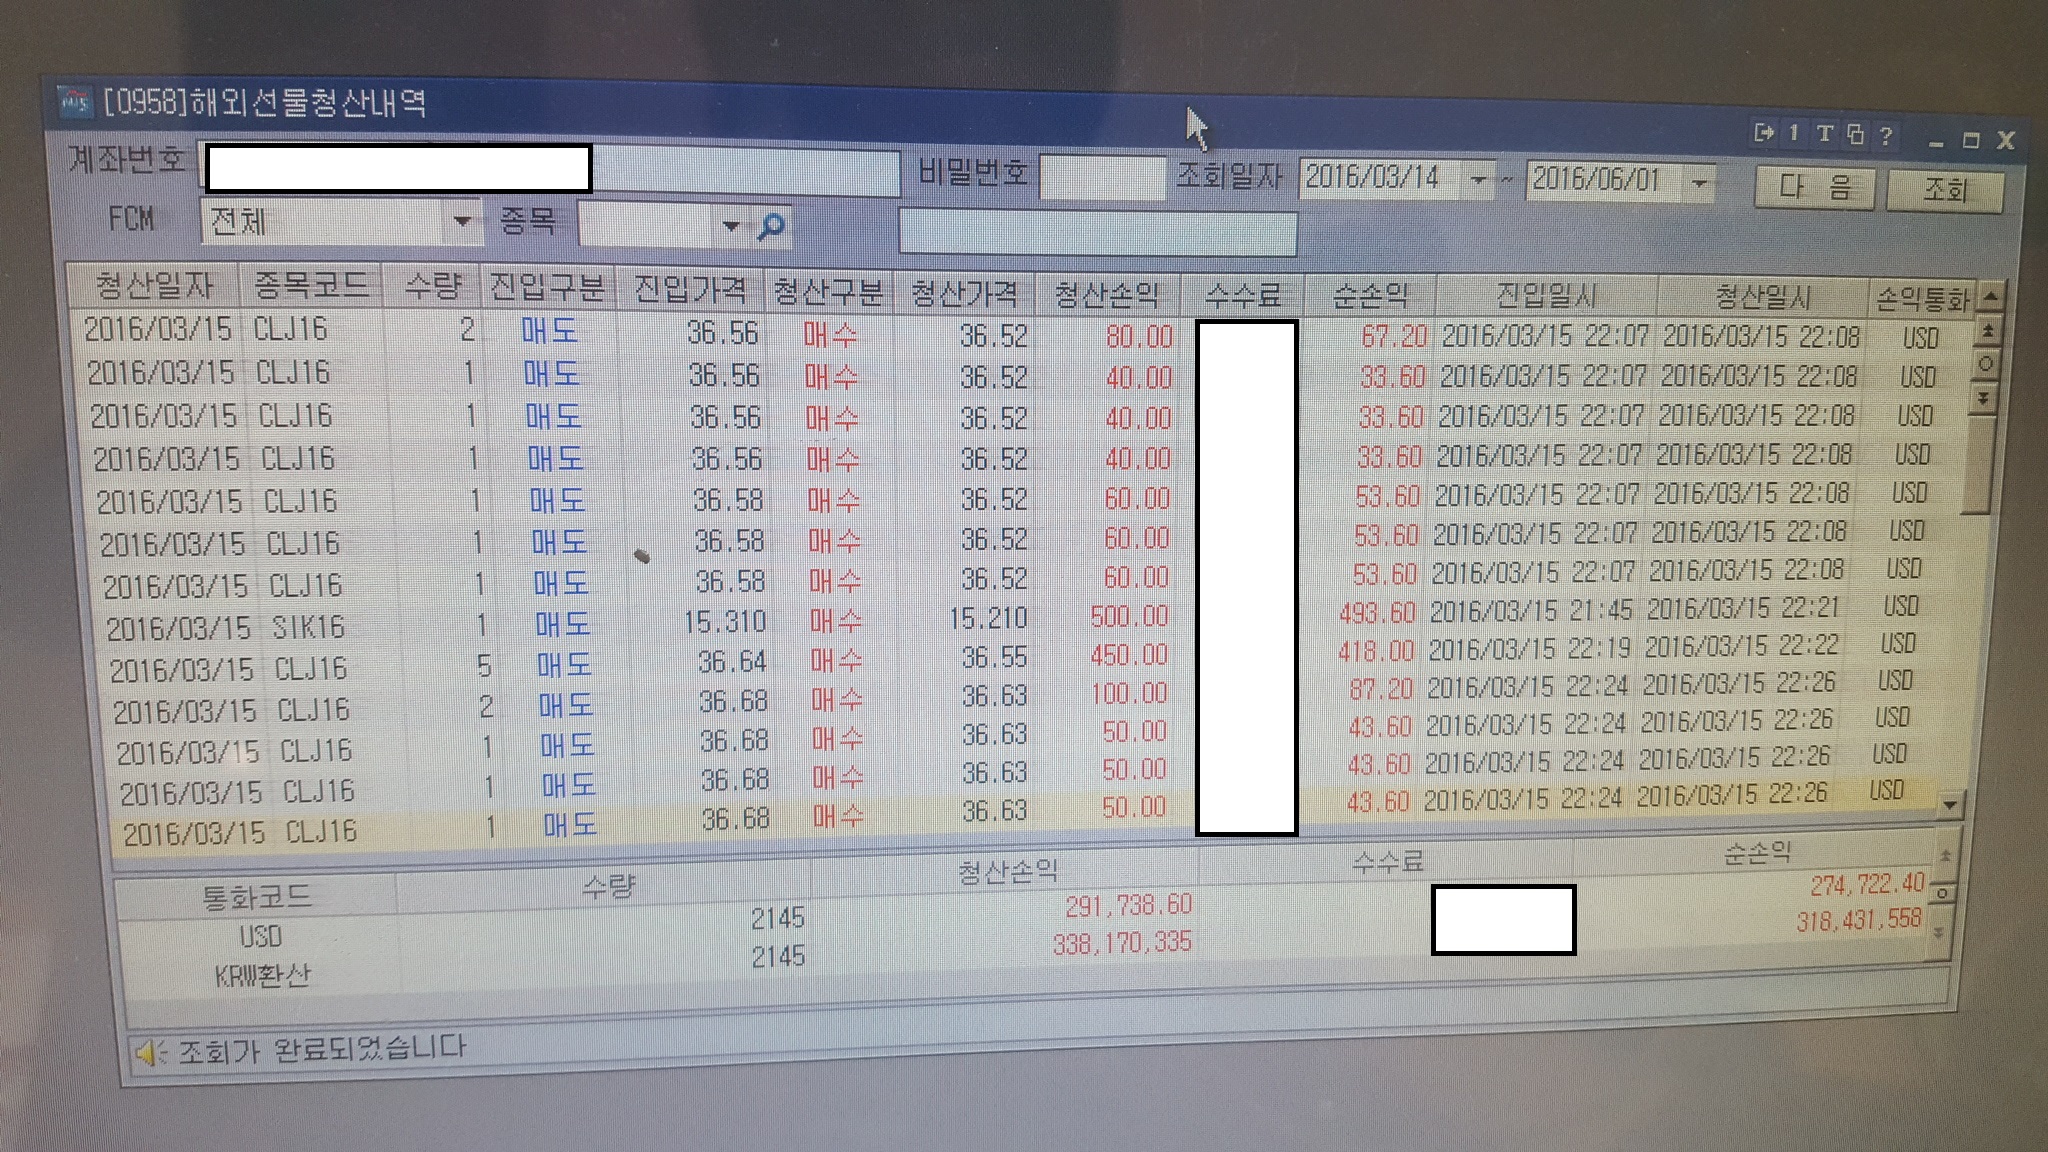 [0958]해외선물청산내역 1 T ?
계좌번호 비밀번호 조회일자 2016/03/14 ~ 2016/06/01 다 음 조회
FCM 전체 종목
청산일자 종목코드 수량 진입구분 진입가격 청산구분 청산가격 청산손익 수수료 순손익 진입일시 청산일시 손익통화
2016/03/15 CLJ16 2 매도 36.56 매수 36.52 80.00 67.20 2016/03/15 22:07 2016/03/15 22:08 USD
2016/03/15 CLJ16 1 매도 36.56 매수 36.52 40.00 33.60 2016/03/15 22:07 2016/03/15 22:08 USD
2016/03/15 CLJ16 1 매도 36.56 매수 36.52 40.00 33.60 2016/03/15 22:07 2016/03/15 22:08 USD
2016/03/15 CLJ16 1 매도 36.56 매수 36.52 40.00 33.60 2016/03/15 22:07 2016/03/15 22:08 USD
2016/03/15 CLJ16 1 매도 36.58 매수 36.52 60.00 53.60 2016/03/15 22:07 2016/03/15 22:08 USD
2016/03/15 CLJ16 1 매도 36.58 매수 36.52 60.00 53.60 2016/03/15 22:07 2016/03/15 22:08 USD
2016/03/15 CLJ16 1 매도 36.58 매수 36.52 60.00 53.60 2016/03/15 22:07 2016/03/15 22:08 USD
2016/03/15 SIK16 1 매도 15.310 매수 15.210 500.00 493.60 2016/03/15 21:45 2016/03/15 22:21 USD
2016/03/15 CLJ16 5 매도 36.64 매수 36.55 450.00 418.00 2016/03/15 22:19 2016/03/15 22:22 USD
2016/03/15 CLJ16 2 매도 36.68 매수 36.63 100.00 87.20 2016/03/15 22:24 2016/03/15 22:26 USD
2016/03/15 CLJ16 1 매도 36.68 매수 36.63 50.00 43.60 2016/03/15 22:24 2016/03/15 22:26 USD
2016/03/15 CLJ16 1 매도 36.68 매수 36.63 50.00 43.60 2016/03/15 22:24 2016/03/15 22:26 USD
2016/03/15 CLJ16 1 매도 36.68 매수 36.63 50.00 43.60 2016/03/15 22:24 2016/03/15 22:26 USD
통화코드 수량 청산손익 수수료 순손익
USD 2145 291,738.60 274,722.40
KRW환산 2145 338,170,335 318,431,558
조회가 완료되었습니다